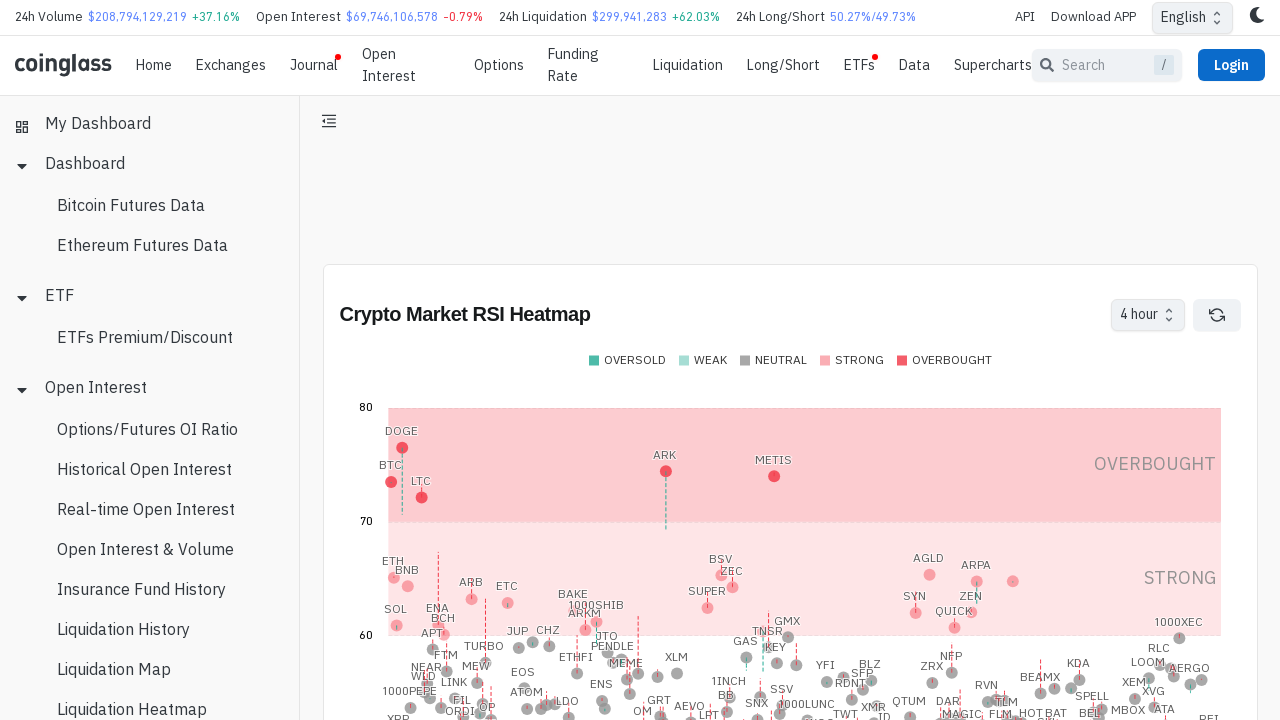 24h Volume $208,794,129,219 +37.16% Open Interest $69,746,106,578 -0.79% 24h Liquidation $299,941,283 +62.03% 24h Long/Short 50.27%/49.73% API Download APP English
coinglass Home Exchanges Journal Open Interest Options Funding Rate Liquidation Long/Short ETFs Data Supercharts Search / Login
My Dashboard
Dashboard
Bitcoin Futures Data
Ethereum Futures Data
ETF
ETFs Premium/Discount
Open Interest
Options/Futures OI Ratio
Historical Open Interest
Real-time Open Interest
Open Interest & Volume
Insurance Fund History
Liquidation History
Liquidation Map
Liquidation Heatmap
Crypto Market RSI Heatmap
4 hour
OVERSOLD WEAK NEUTRAL STRONG OVERBOUGHT
80
DOGE
ARK METIS OVERBOUGHT
BTC
LTC
70
ETH BNB
BSV AGLD
ZEC ARPA
STRONG
ARB ETC
SUPER
BAKE
SYN ZEN
SOL ENA 1000SHIB
BCH ARKM QUICK
GMX 1000XEC
60
APT JUP CHZ JTO TNSR
TURBO PENDLE GAS KEY RLC
FTM ETHFI MEME XLM NFP
NEAR MEW YFI SFP BLZ ZRX KDA LOOM AERGO
WLD LINK EOS ENS 1INCH RDNT RVN BEAMX XEM
1000PEPE ATOM BB SSV SPELL XVG
FIL OP LDO GRT SNX 1000LUNC QTUM DAR TLM
XRP ORDI OM AEVO LPT TWT XMR ID MAGIC FLM HOT BAT BEL MBOX ATA